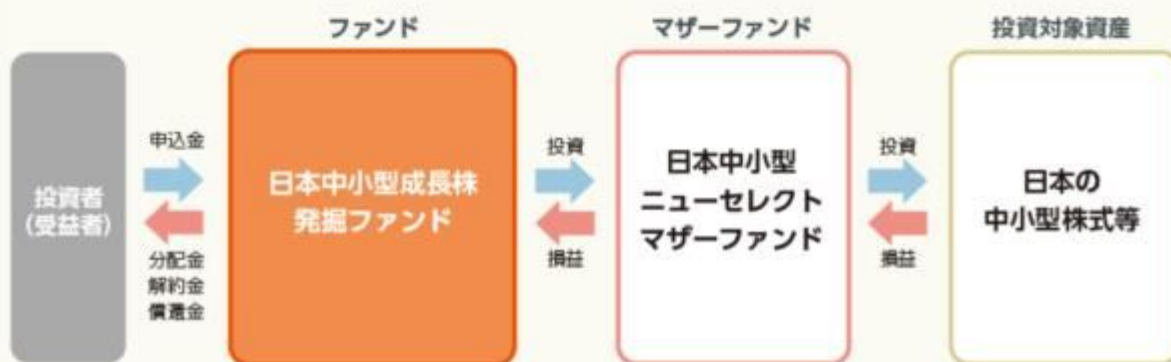 ファンド
マザーファンド
投資対象資産
投資者
(受益者)
申込金
分配金
解約金
償還金
日本中小型成長株
発掘ファンド
投資
損益
日本中小型
ニューセレクト
マザーファンド
投資
損益
日本の
中小型株式等